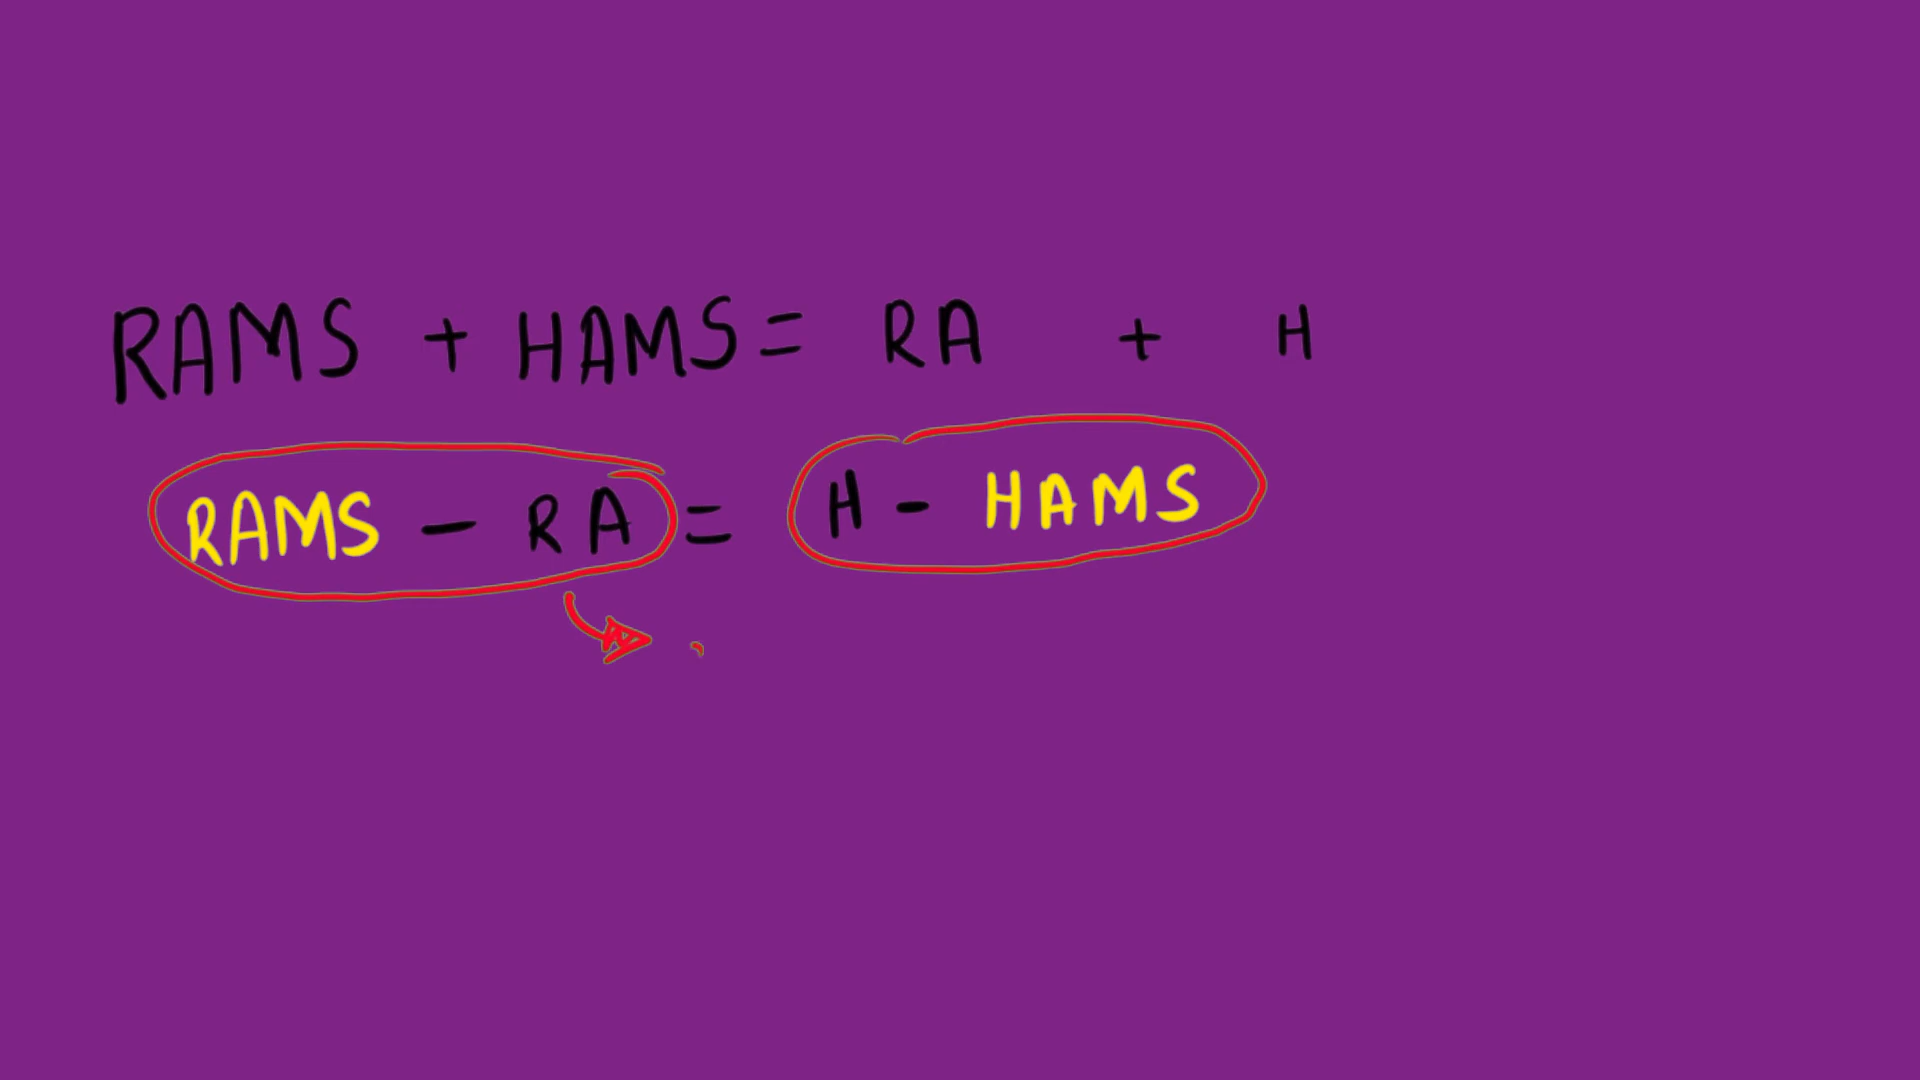 RAMS + HAMS = RA + H
RAMS - RA = H - HAMS